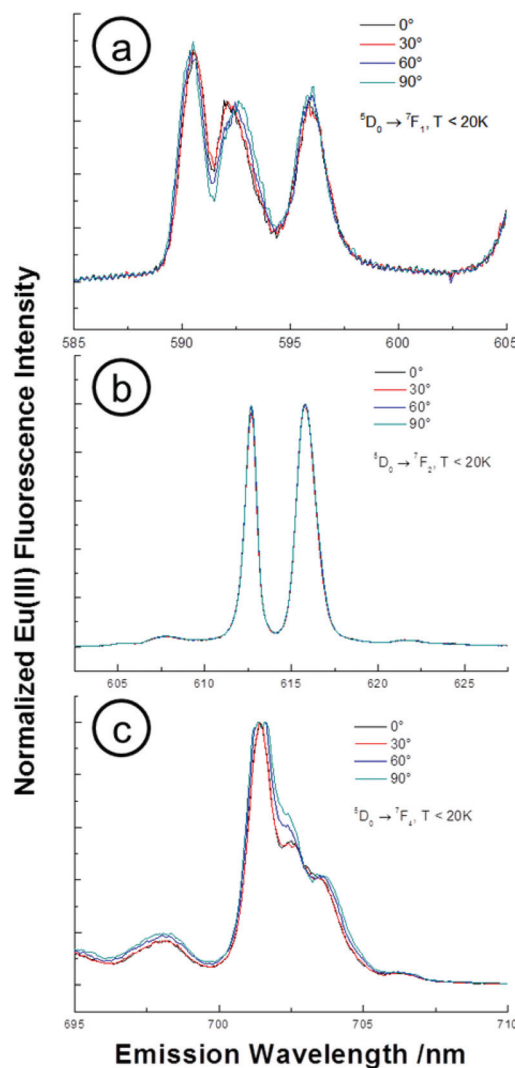 Normalized Eu(III) Fluorescence Intensity
a
0°
30°
60°
90°
⁵D₀ → ⁷F₁, T < 20K
585 590 595 600 605
b
0°
30°
60°
90°
⁵D₀ → ⁷F₂, T < 20K
605 610 615 620 625
c
0°
30°
60°
90°
⁵D₀ → ⁷F₄, T < 20K
695 700 705 710
Emission Wavelength /nm